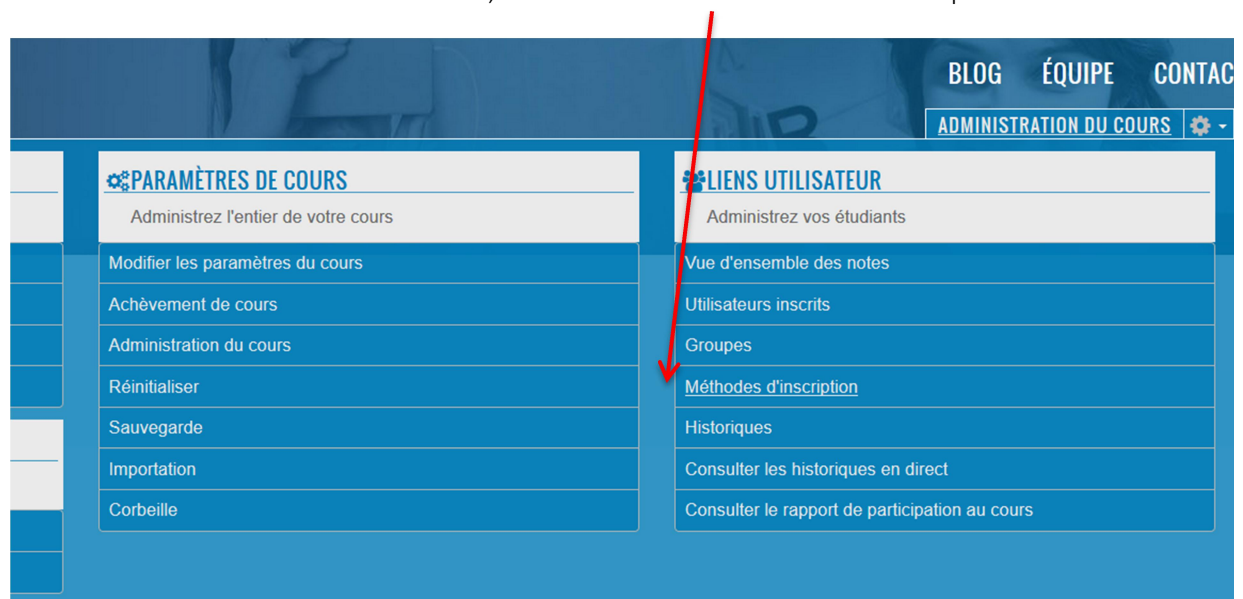 BLOG ÉQUIPE CONTAC
ADMINISTRATION DU COURS
PARAMÈTRES DE COURS
Administrez l'entier de votre cours
Modifier les paramètres du cours
Achèvement de cours
Administration du cours
Réinitialiser
Sauvegarde
Importation
Corbeille
LIENS UTILISATEUR
Administrez vos étudiants
Vue d'ensemble des notes
Utilisateurs inscrits
Groupes
Méthodes d'inscription
Historiques
Consulter les historiques en direct
Consulter le rapport de participation au cours